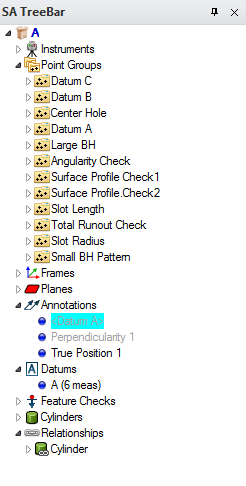 SA TreeBar
A
Instruments
Point Groups
Datum C
Datum B
Center Hole
Datum A
Large BH
Angularity Check
Surface Profile Check1
Surface Profile.Check2
Slot Length
Total Runout Check
Slot Radius
Small BH Pattern
Frames
Planes
Annotations
<Datum A>
Perpendicularity 1
True Position 1
A Datums
A (6 meas)
Feature Checks
Cylinders
Relationships
Cylinder